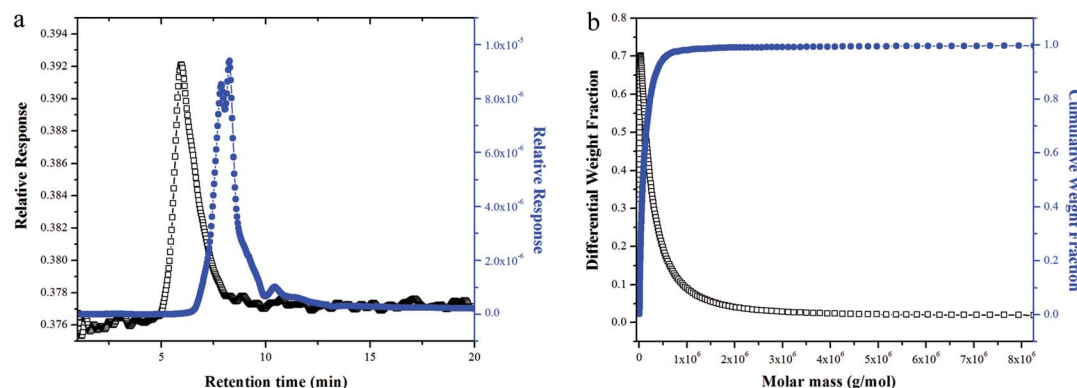 a
0.394
0.392
0.390
0.388
0.386
0.384
0.382
0.380
0.378
0.376
Relative Response
5
10
15
20
Retention time (min)
1.0x10⁻⁵
8.0x10⁻⁶
6.0x10⁻⁶
4.0x10⁻⁶
2.0x10⁻⁶
0.0
Relative Response
b
0.8
0.7
0.6
0.5
0.4
0.3
0.2
0.1
0.0
Differential Weight Fraction
0
1x10⁶
2x10⁶
3x10⁶
4x10⁶
5x10⁶
6x10⁶
7x10⁶
8x10⁶
Molar mass (g/mol)
1.0
0.8
0.6
0.4
0.2
0.0
Cumulative Weight Fraction